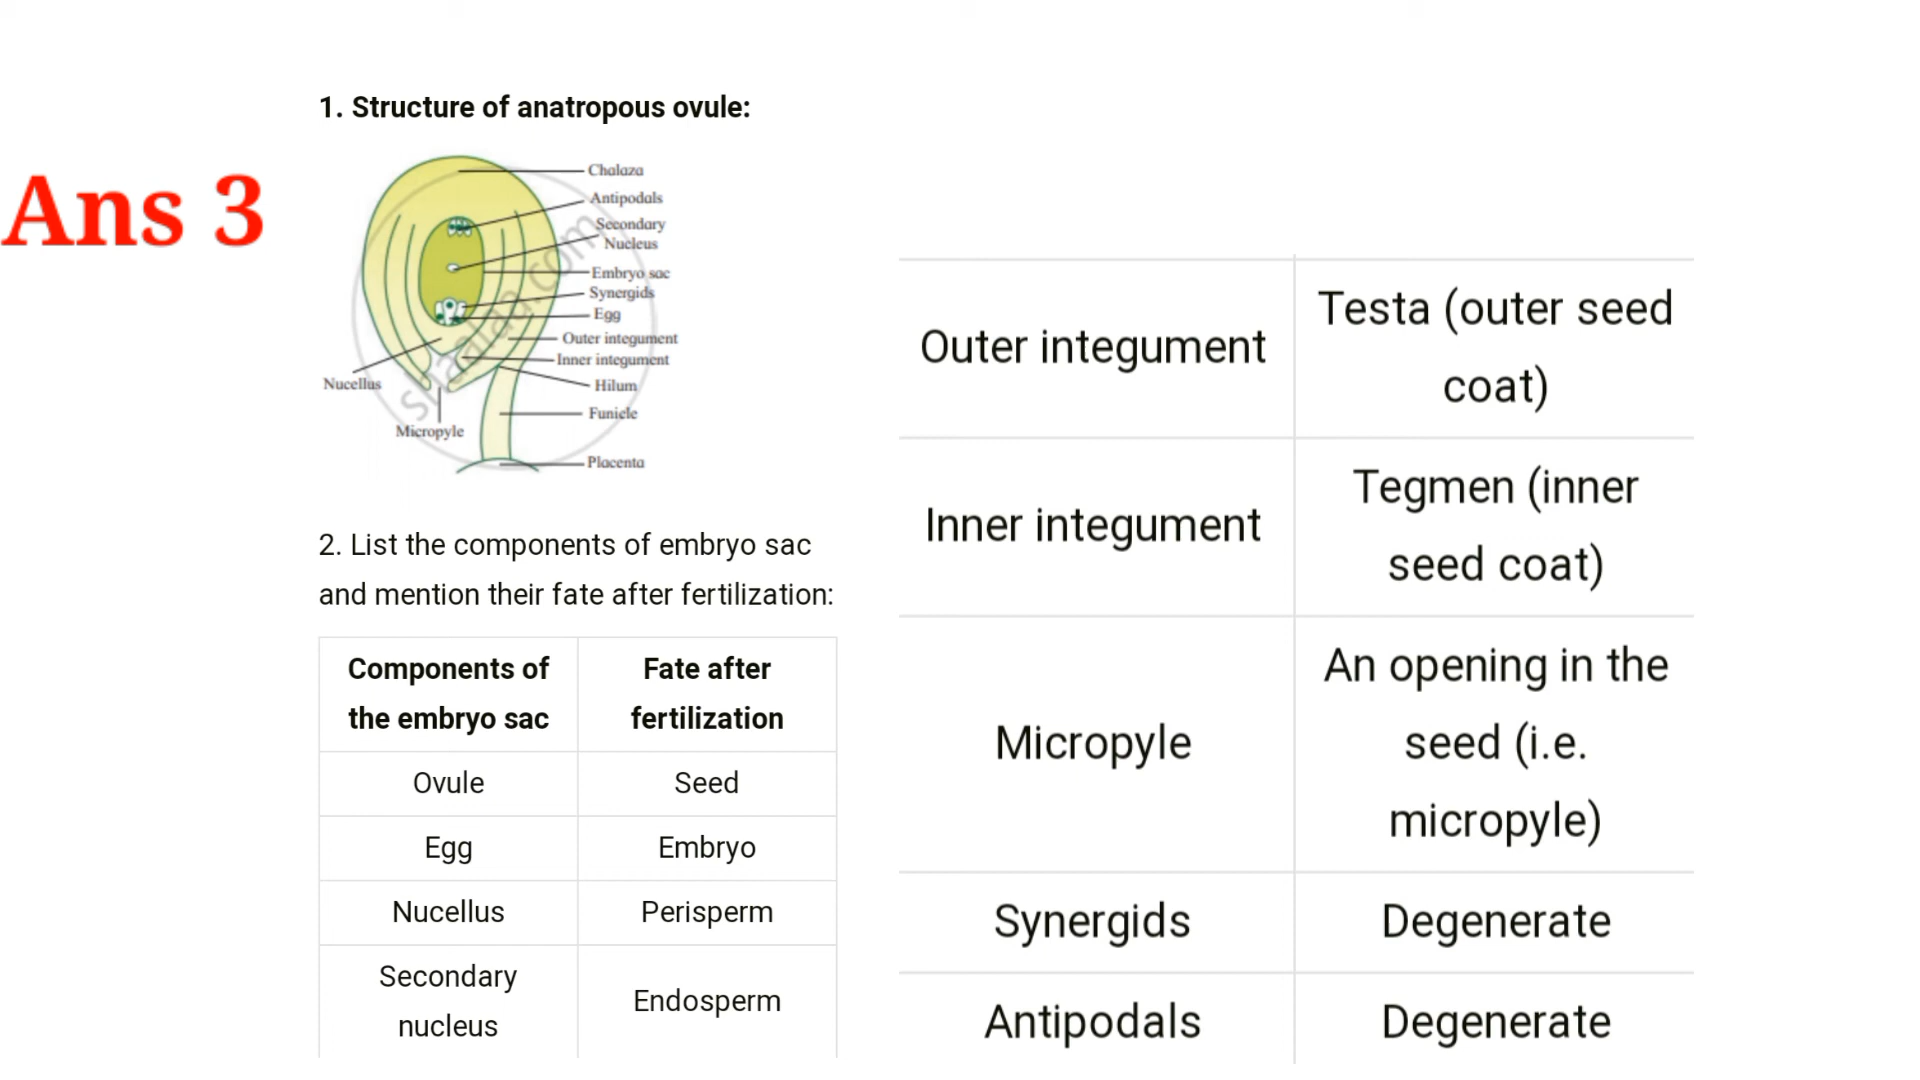 Ans 3
1. Structure of anatropous ovule:
Chalaza
Antipodals
Secondary
Nucleus
Embryo sac
Synergids
Egg
Outer integument
Inner integument
Nucellus
Hilum
Funicle
Micropyle
Placenta
shaalaa.com
2. List the components of embryo sac
and mention their fate after fertilization:
Components of
the embryo sac
Fate after
fertilization
Ovule
Seed
Egg
Embryo
Nucellus
Perisperm
Secondary
nucleus
Endosperm
Outer integument
Testa (outer seed
coat)
Inner integument
Tegmen (inner
seed coat)
Micropyle
An opening in the
seed (i.e.
micropyle)
Synergids
Degenerate
Antipodals
Degenerate